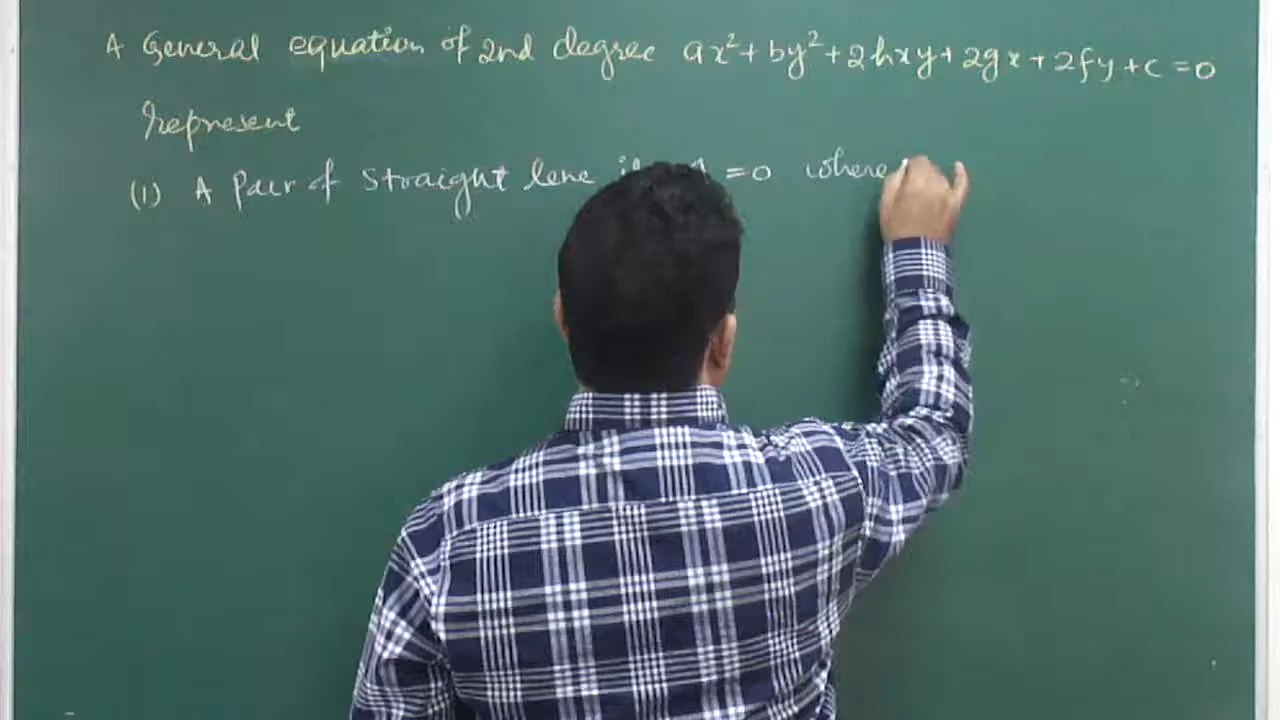 A General equation of 2nd degree ax²+by²+2hxy+2gx+2fy+c=0
Represent
(1) A Pair of Straight line =0 where